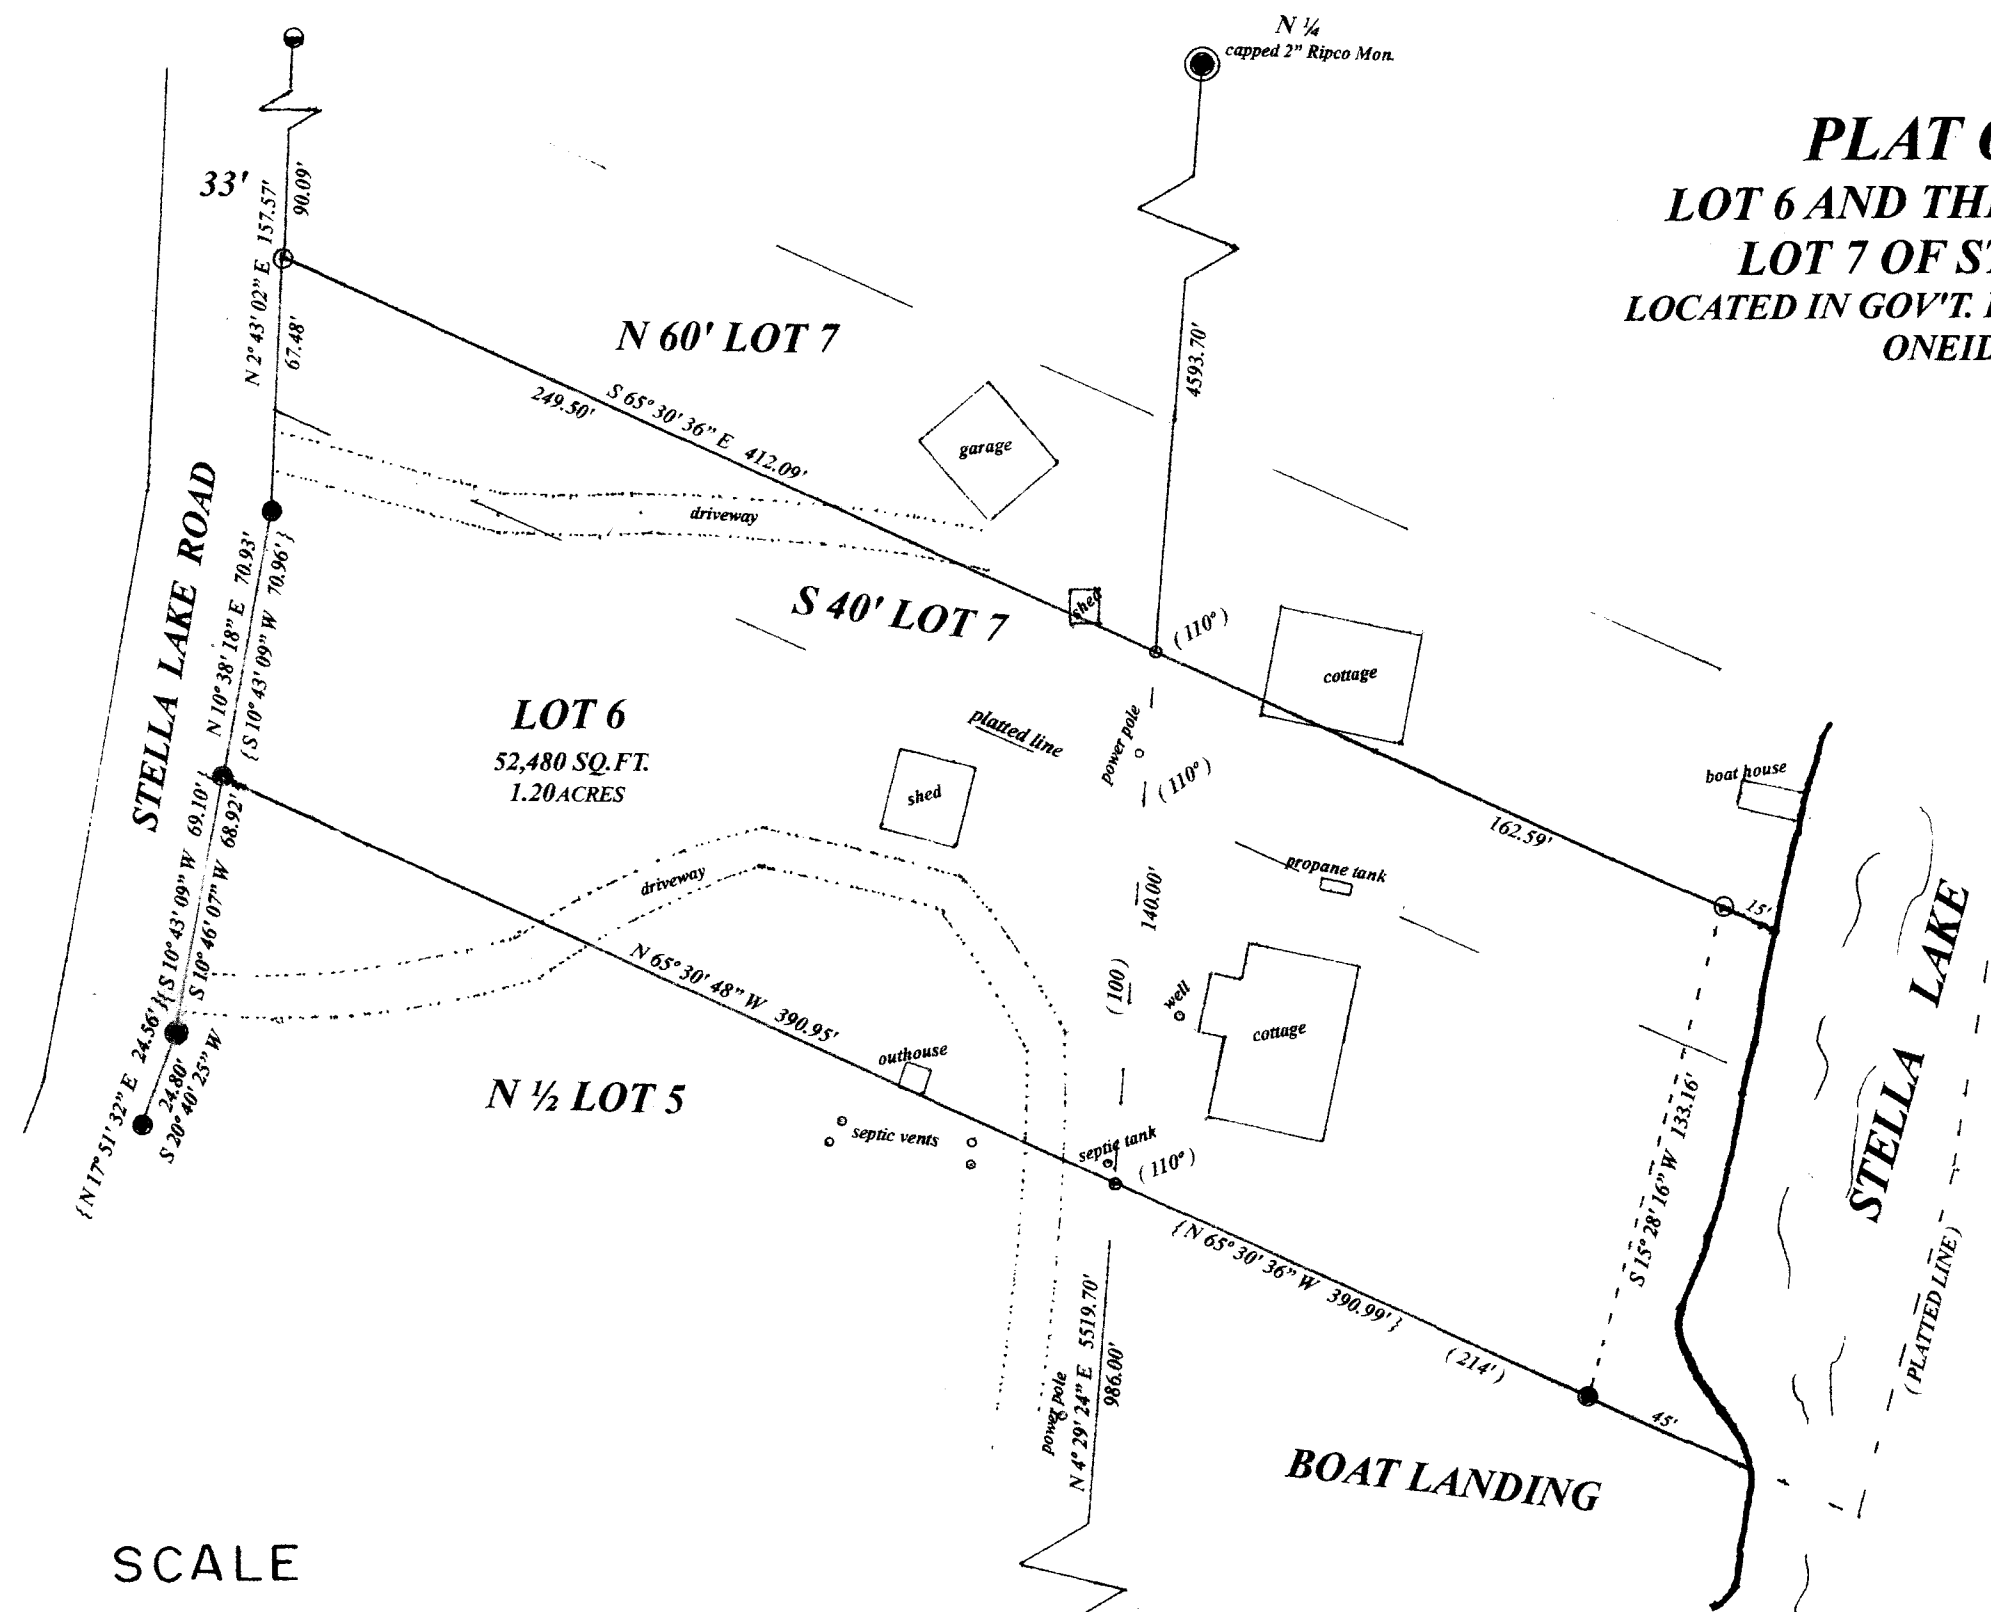 N ¼
capped 2" Ripco Mon.
PLAT
LOT 6 AND TH
LOT 7 OF S
LOCATED IN GOV'T.
ONEID
33'
N 2° 43' 02" E 157.57'
90.09'
67.48'
N 60' LOT 7
4593.70'
249.50'
S 65° 30' 36" E 412.09'
garage
driveway
STELLA LAKE ROAD
N 10° 38' 18" E 70.93'
{S 10° 43' 09" W 70.96'}
S 40' LOT 7
shed
(110°)
cottage
LOT 6
52,480 SQ.FT.
1.20 ACRES
platted line
power pole
(110°)
shed
boat house
162.59'
propane tank
15'
{S 10° 43' 09" W 69.10'}
S 10° 46' 07" W 68.92'
driveway
140.00'
(100)
well
cottage
STELLA LAKE
N 65° 30' 48" W 390.95'
outhouse
N ½ LOT 5
septic vents
septic tank
(110°)
{N 17° 51' 32" E 24.56'}
24.80'
S 20° 40' 25" W
S 15° 28' 16" W 133.16'
{N 65° 30' 36" W 390.99'}
(214')
45'
(PLATTED LINE)
power pole
N 4° 29' 24" E 5519.70'
986.00'
BOAT LANDING
SCALE